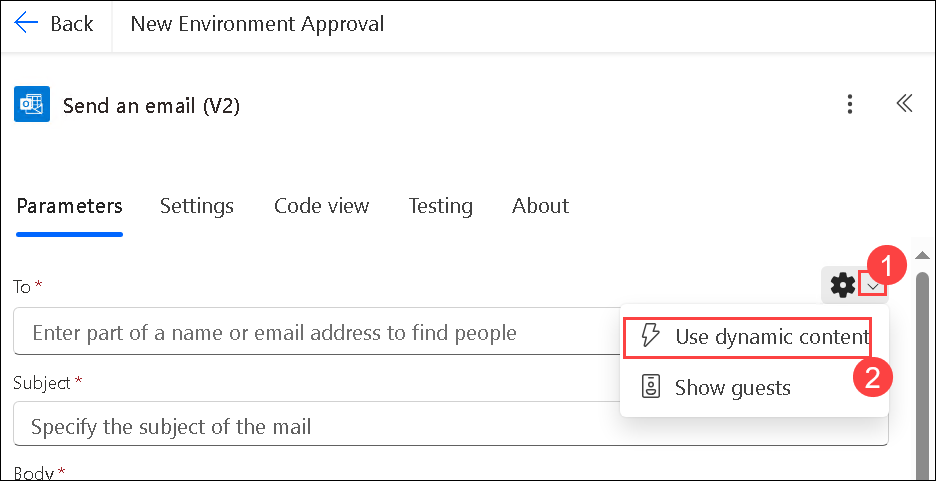 Back New Environment Approval
Send an email (V2)
Parameters Settings Code view Testing About
1
To *
Enter part of a name or email address to find people
Use dynamic content
Subject *
2
Show guests
Specify the subject of the mail
Body *